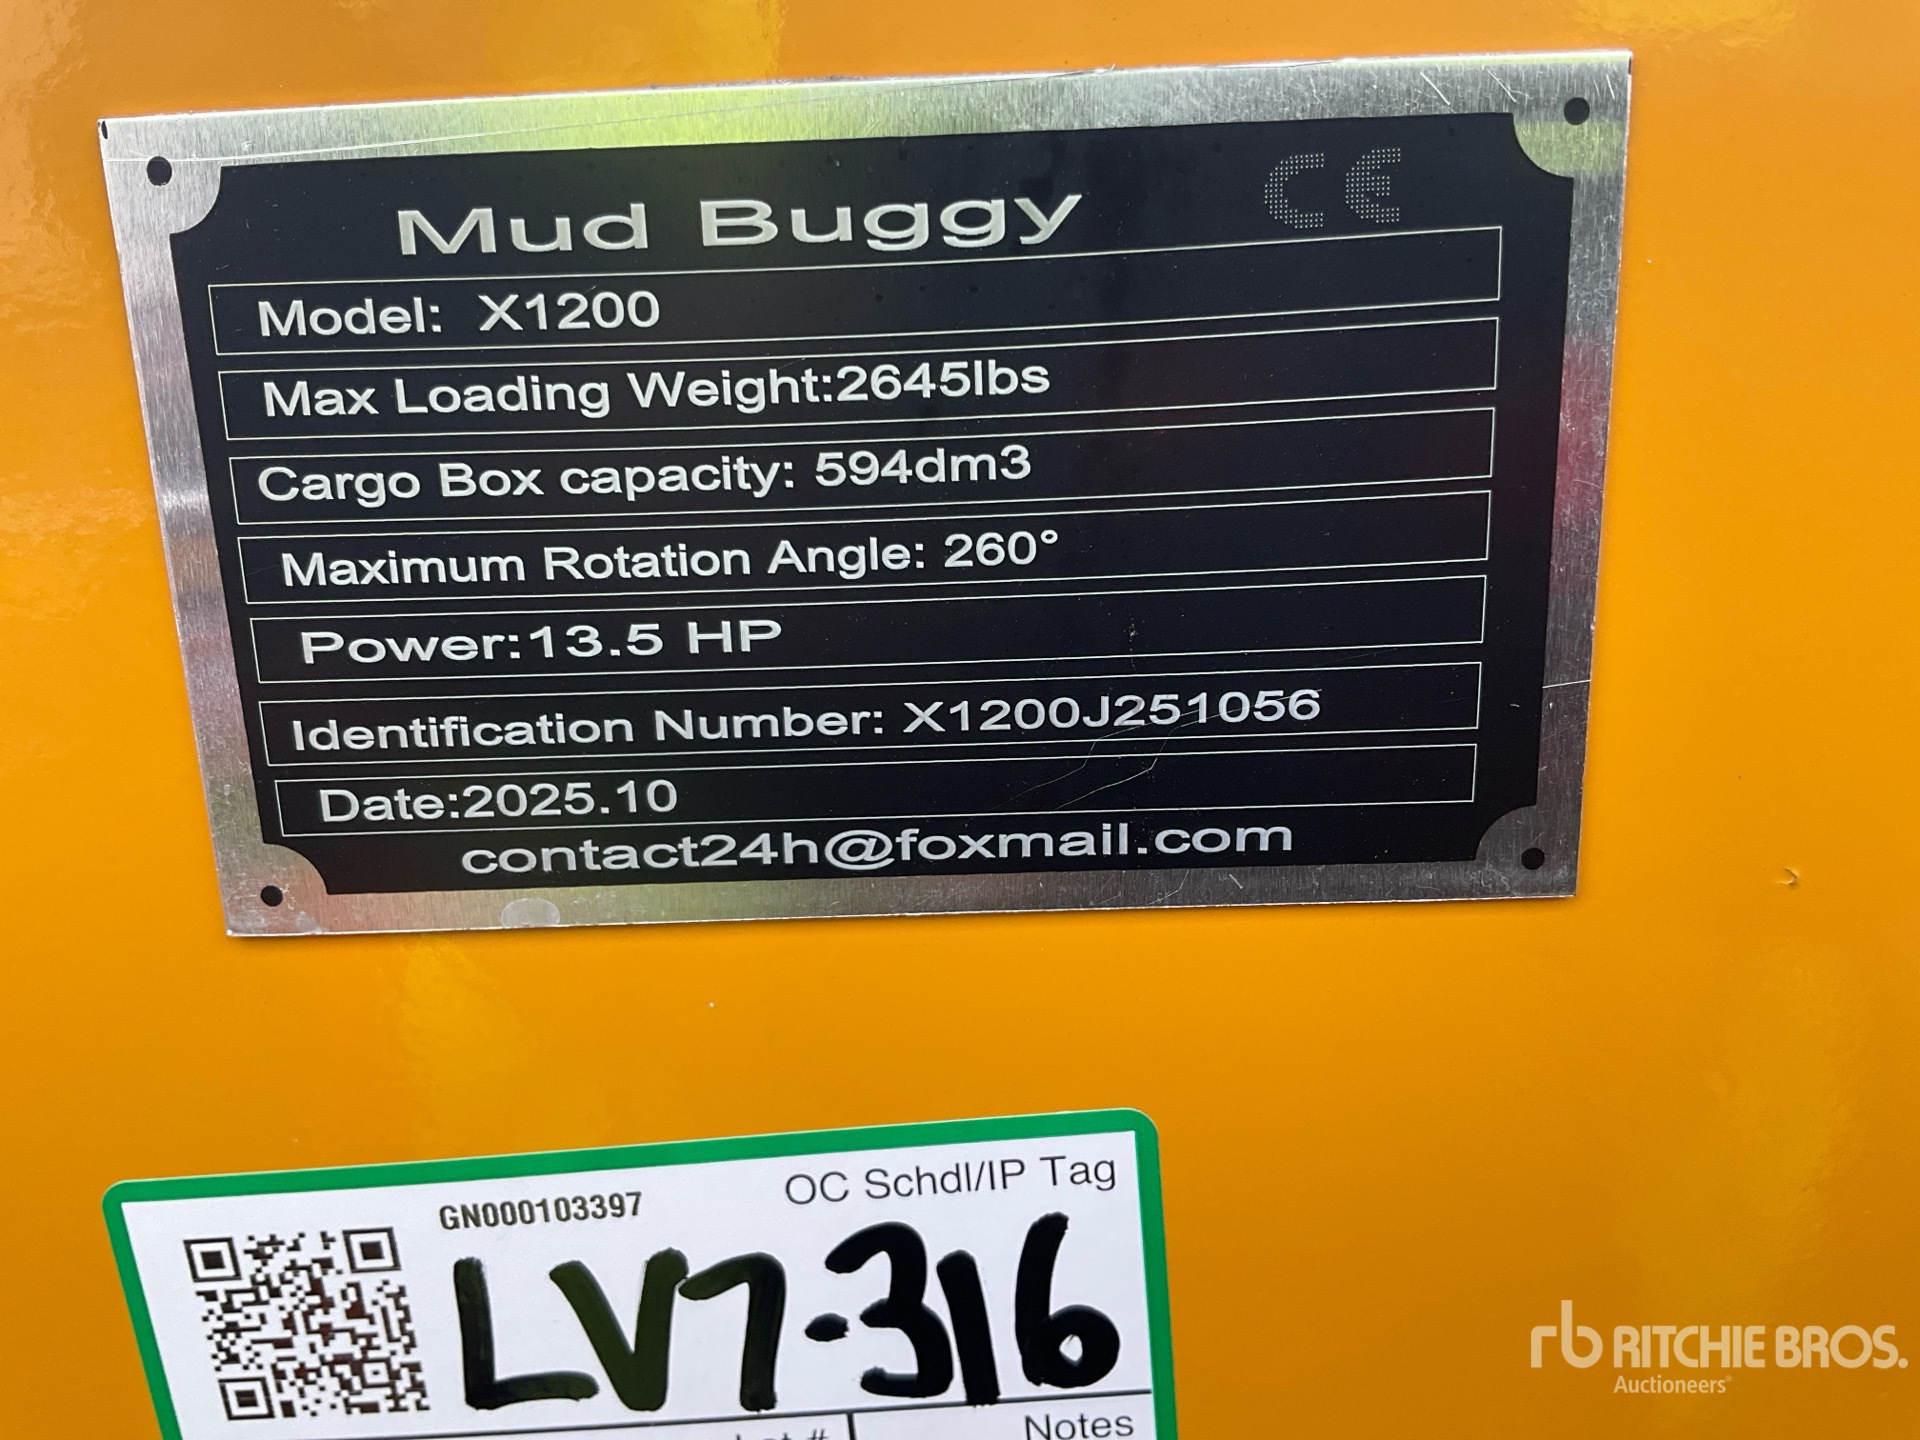 Mud Buggy CE
Model: X1200
Max Loading Weight:2645lbs
Cargo Box capacity: 594dm3
Maximum Rotation Angle: 260°
Power:13.5 HP
Identification Number: X1200J251056
Date:2025.10
contact24h@foxmail.com
OC Schdl/IP Tag
GN000103397
LV7-316
Notes
rb RITCHIE BROS.
Auctioneers